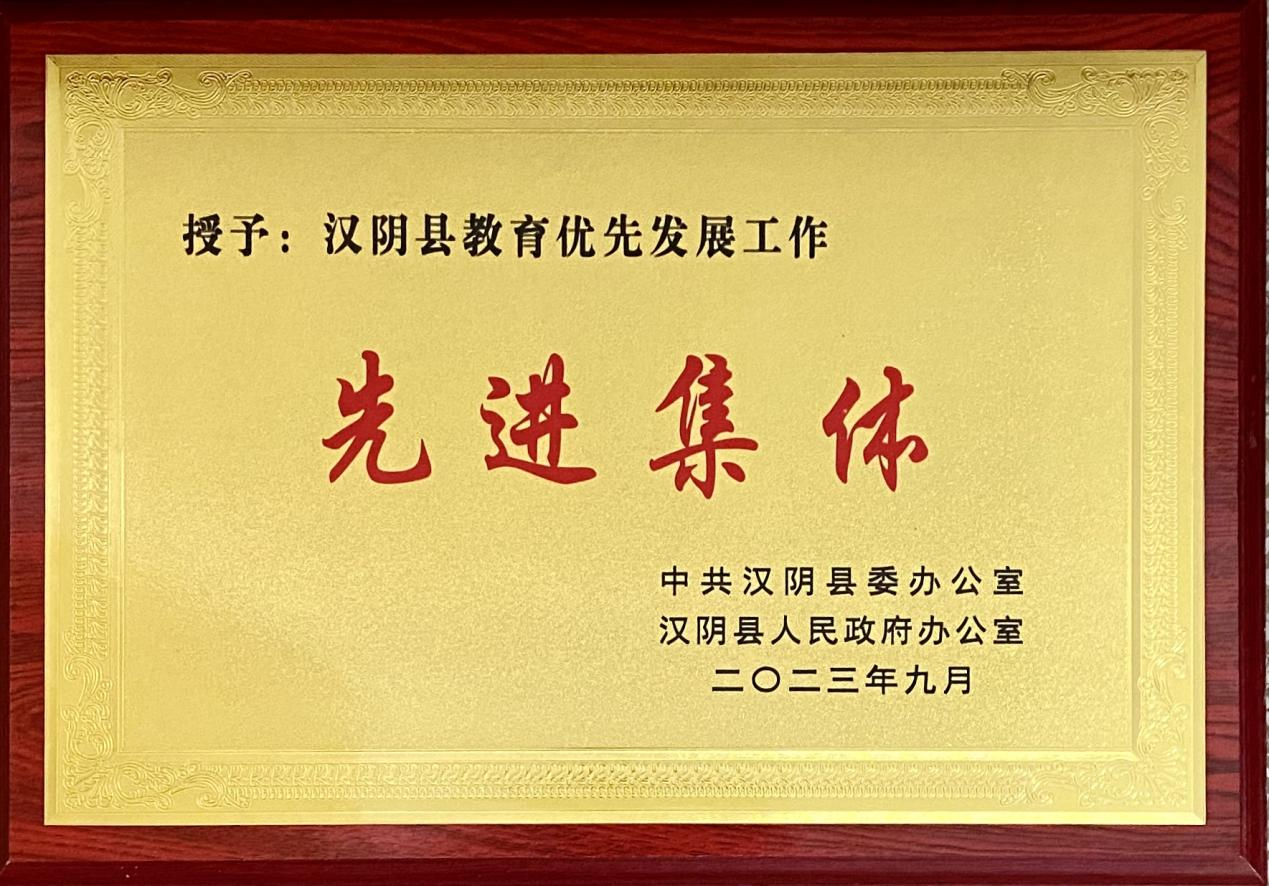 授予：汉阴县教育优先发展工作
先进集体
中共汉阴县委办公室
汉阴县人民政府办公室
二〇二三年九月